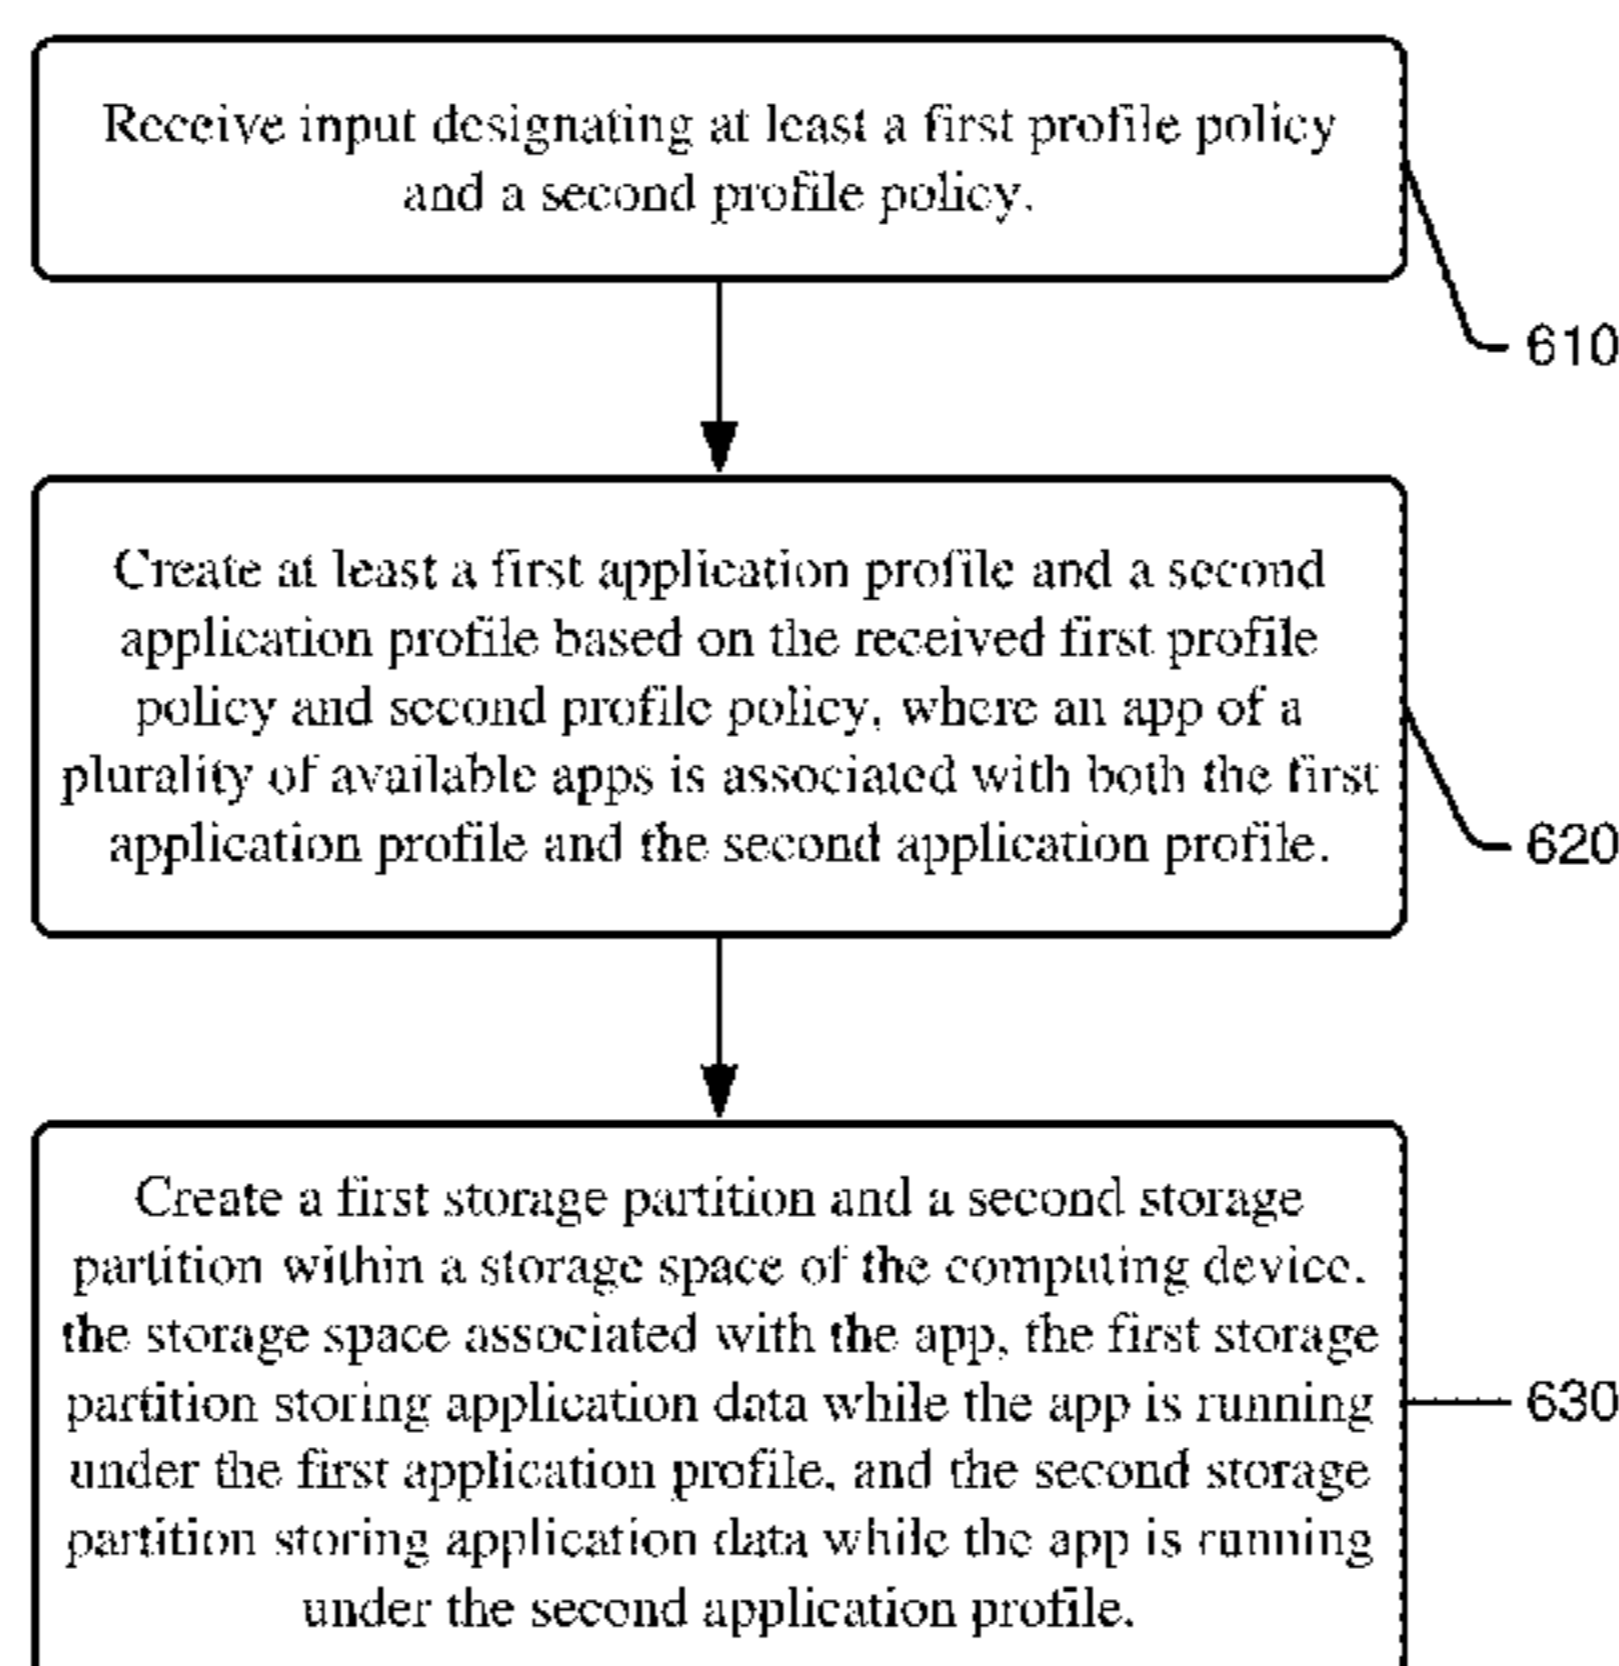 Receive input designating at least a first profile policy
and a second profile policy.
610
Create at least a first application profile and a second
application profile based on the received first profile
policy and second profile policy, where an app of a
plurality of available apps is associated with both the first
application profile and the second application profile.
620
Create a first storage partition and a second storage
partition within a storage space of the computing device,
the storage space associated with the app, the first storage
partition storing application data while the app is running
under the first application profile, and the second storage
partition storing application data while the app is running
under the second application profile.
630